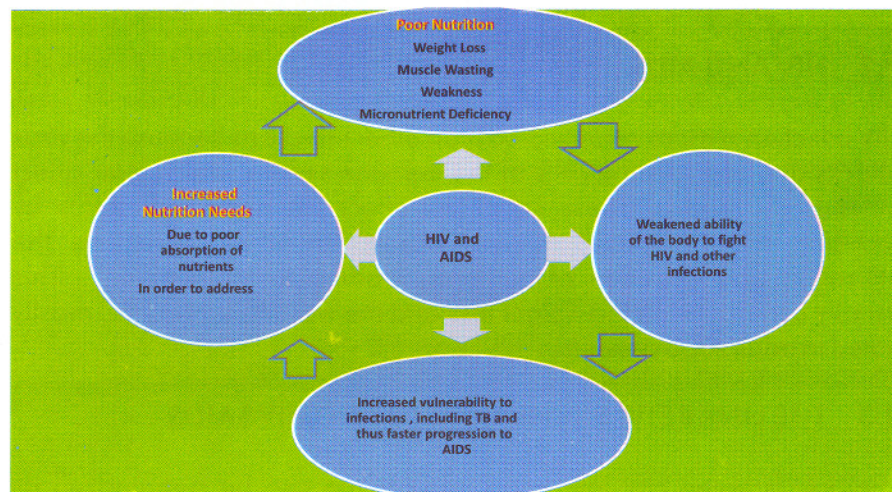 Poor Nutrition
Weight Loss
Muscle Wasting
Weakness
Micronutrient Deficiency
Increased
Nutrition Needs
Due to poor
absorption of
nutrients
In order to address
HIV and
AIDS
Weakened ability
of the body to fight
HIV and other
infections
Increased vulnerability to
infections , including TB and
thus faster progression to
AIDS